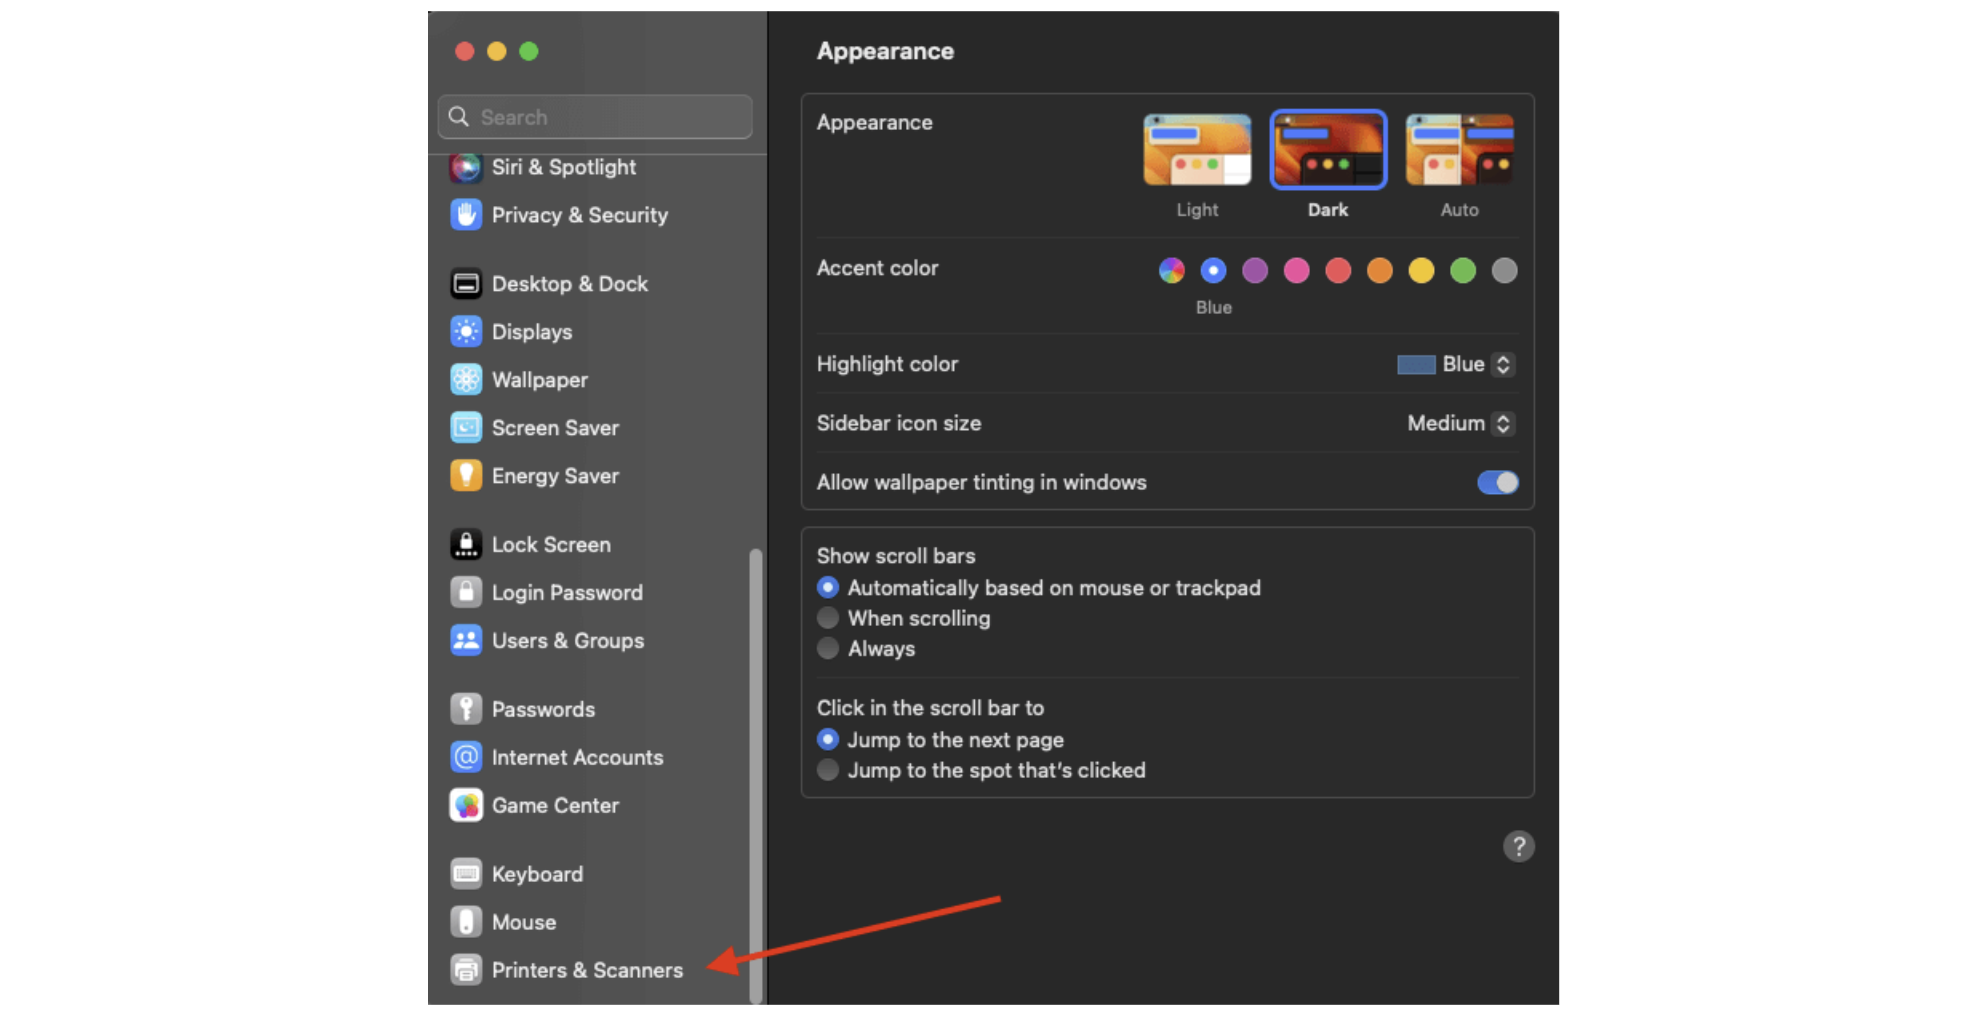 Search
Siri & Spotlight
Privacy & Security
Desktop & Dock
Displays
Wallpaper
Screen Saver
Energy Saver
Lock Screen
Login Password
Users & Groups
Passwords
Internet Accounts
Game Center
Keyboard
Mouse
Printers & Scanners
Appearance
Appearance
Light Dark Auto
Accent color
Blue
Highlight color Blue
Sidebar icon size Medium
Allow wallpaper tinting in windows
Show scroll bars
Automatically based on mouse or trackpad
When scrolling
Always
Click in the scroll bar to
Jump to the next page
Jump to the spot that's clicked
?